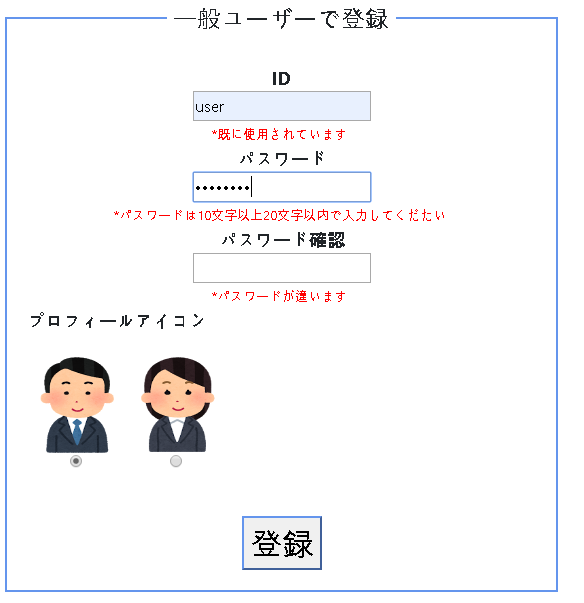 一般ユーザーで登録
ID
user
*既に使用されています
パスワード
••••••••
*パスワードは10文字以上20文字以内で入力してくだたい
パスワード確認
*パスワードが違います
プロフィールアイコン
登録